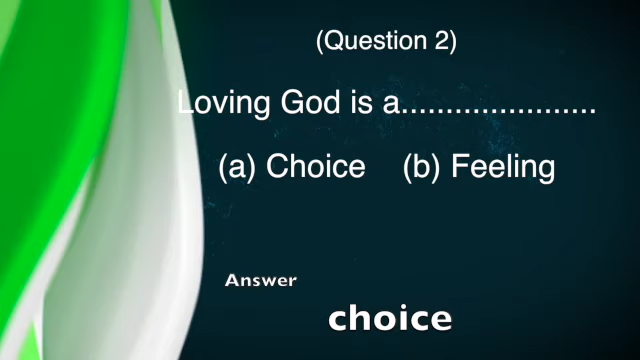 (Question 2)
Loving God is a......................
(a) Choice (b) Feeling
Answer
choice